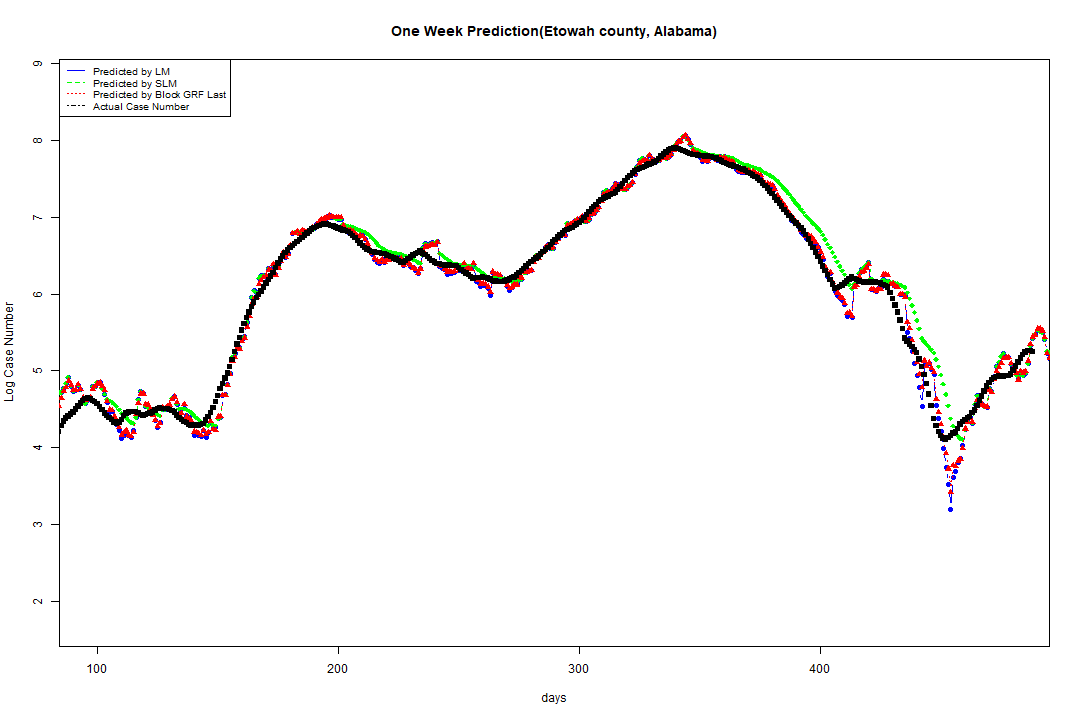 One Week Prediction(Etowah county, Alabama)
Predicted by LM
Predicted by SLM
Predicted by Block GRF Last
Actual Case Number
Log Case Number
9
8
7
6
5
4
3
2
100 200 300 400
days